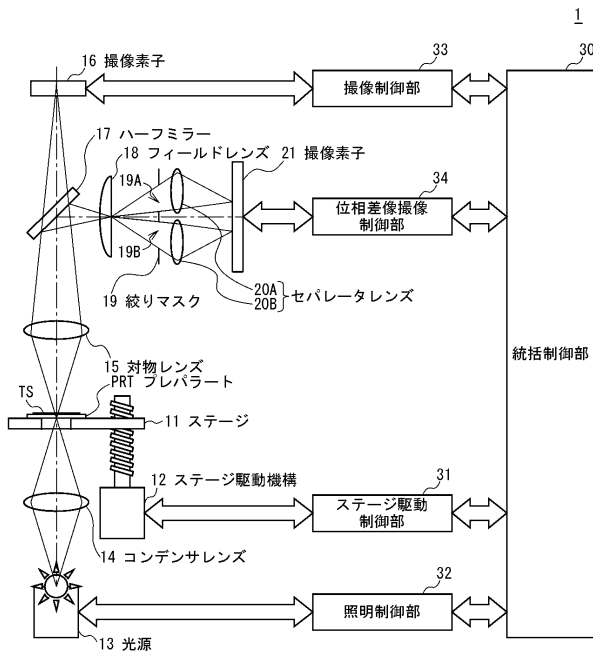 1
16 撮像素子
33
撮像制御部
30
17 ハーフミラー
18 フィールドレンズ
21 撮像素子
19A
34
位相差像撮像
制御部
19B
20A
20B
セパレータレンズ
19 絞りマスク
統括制御部
15 対物レンズ
PRT プレパラート
TS
11 ステージ
12 ステージ駆動機構
31
ステージ駆動
制御部
14 コンデンサレンズ
32
照明制御部
13 光源